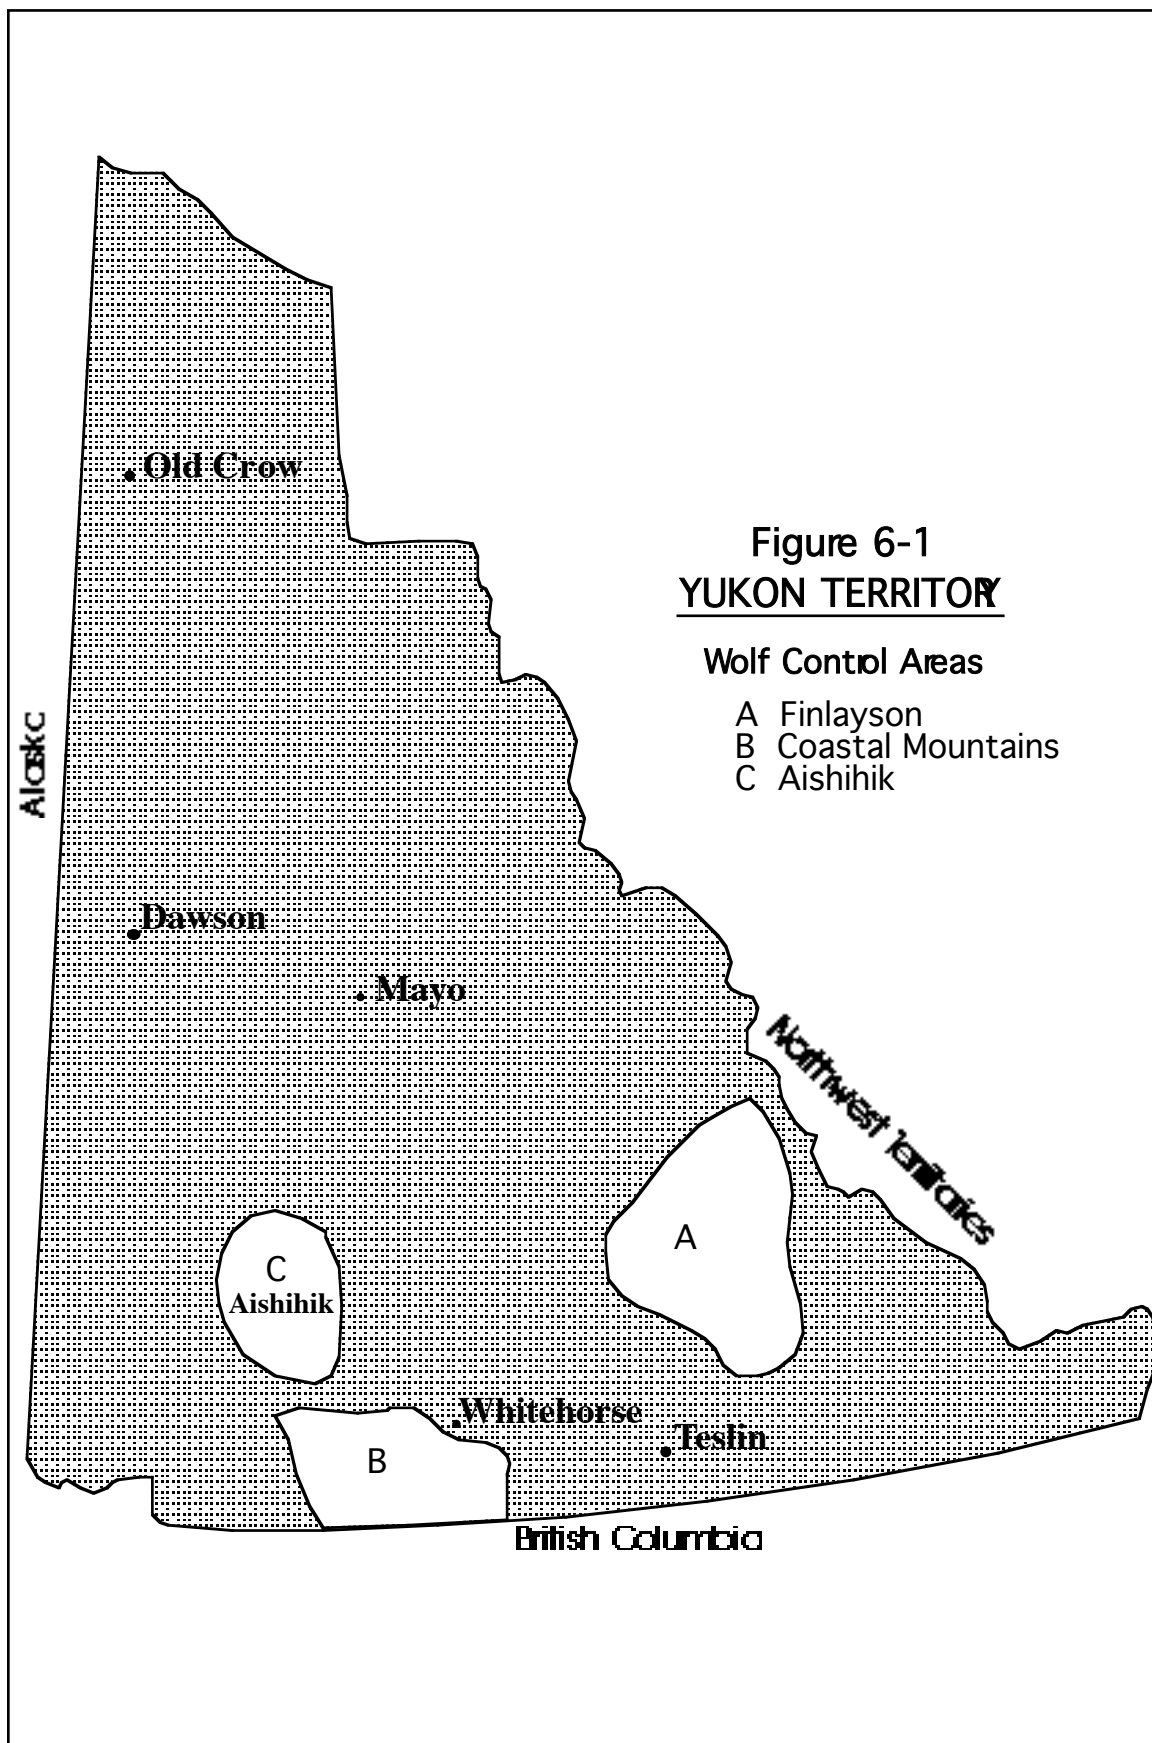 Old Crow
Figure 6-1
YUKON TERRITORY
Wolf Control Areas
A Finlayson
B Coastal Mountains
C Aishihik
Alaska
Dawson
Mayo
Northwest Territories
A
C
Aishihik
Whitehorse
Teslin
B
British Columbia